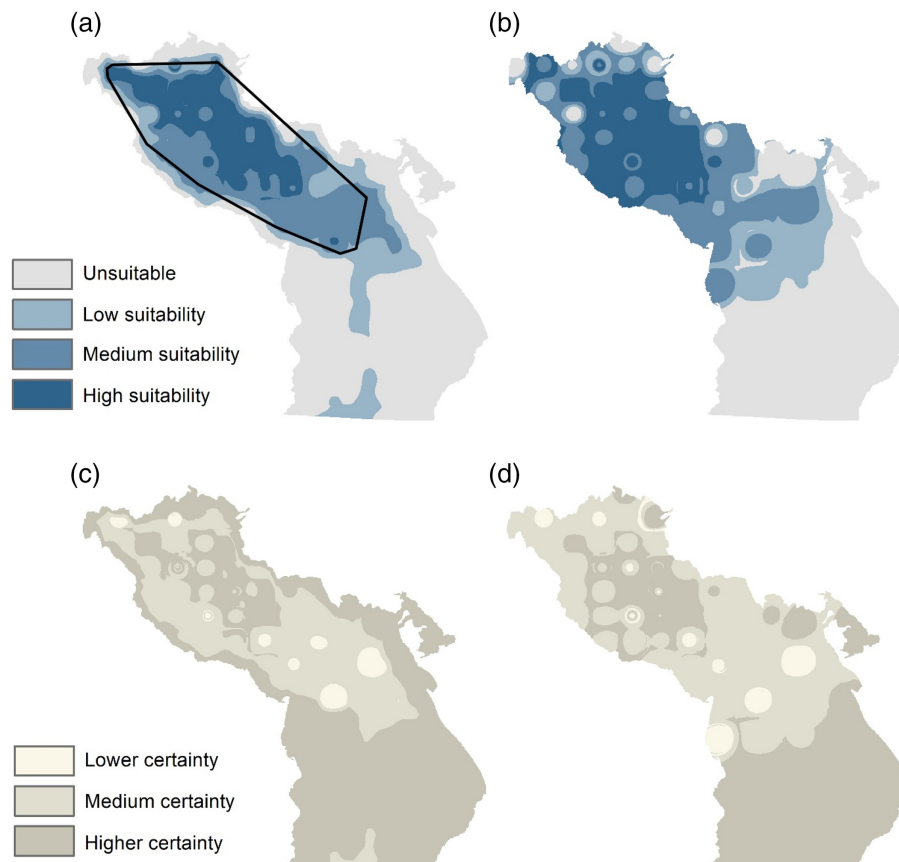 (a)
(b)
Unsuitable
Low suitability
Medium suitability
High suitability
(c)
(d)
Lower certainty
Medium certainty
Higher certainty